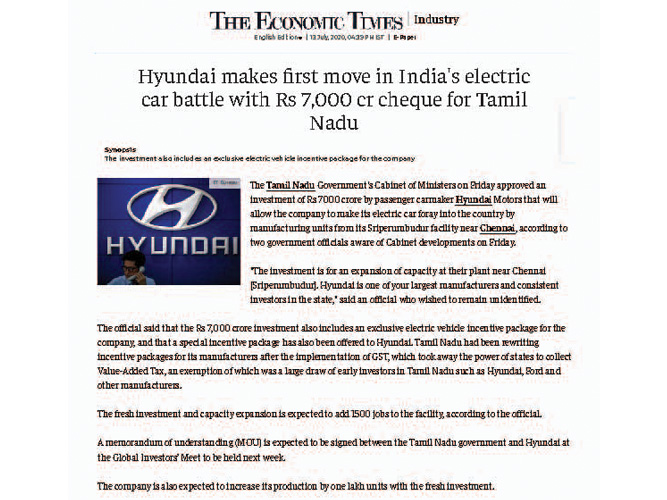 THE ECONOMIC TIMES | Industry
English Edition | 13 July, 2020, 04:39 PM IST | E-Paper
Hyundai makes first move in India's electric
car battle with Rs 7,000 cr cheque for Tamil
Nadu
Synopsis
The investment also includes an exclusive electric vehicle incentive package for the company
HYUNDAI
The Tamil Nadu Government's Cabinet of Ministers on Friday approved an
investment of Rs 7000 crore by passenger carmaker Hyundai Motors that will
allow the company to make its electric car foray into the country by
manufacturing units from its Sriperumbudur facility near Chennai, according to
two government officials aware of Cabinet developments on Friday.
"The investment is for an expansion of capacity at their plant near Chennai
[Sriperumbudur]. Hyundai is one of your largest manufacturers and consistent
investors in the state," said an official who wished to remain unidentified.
The official said that the Rs 7,000 crore investment also includes an exclusive electric vehicle incentive package for the
company, and that a special incentive package has also been offered to Hyundai. Tamil Nadu had been rewriting
incentive packages for its manufacturers after the implementation of GST, which took away the power of states to collect
Value-Added Tax, an exemption of which was a large draw of early investors in Tamil Nadu such as Hyundai, Ford and
other manufacturers.
The fresh investment and capacity expansion is expected to add 1500 jobs to the facility, according to the official.
A memorandum of understanding (MOU) is expected to be signed between the Tamil Nadu government and Hyundai at
the Global Investors' Meet to be held next week.
The company is also expected to increase its production by one lakh units with the fresh investment.